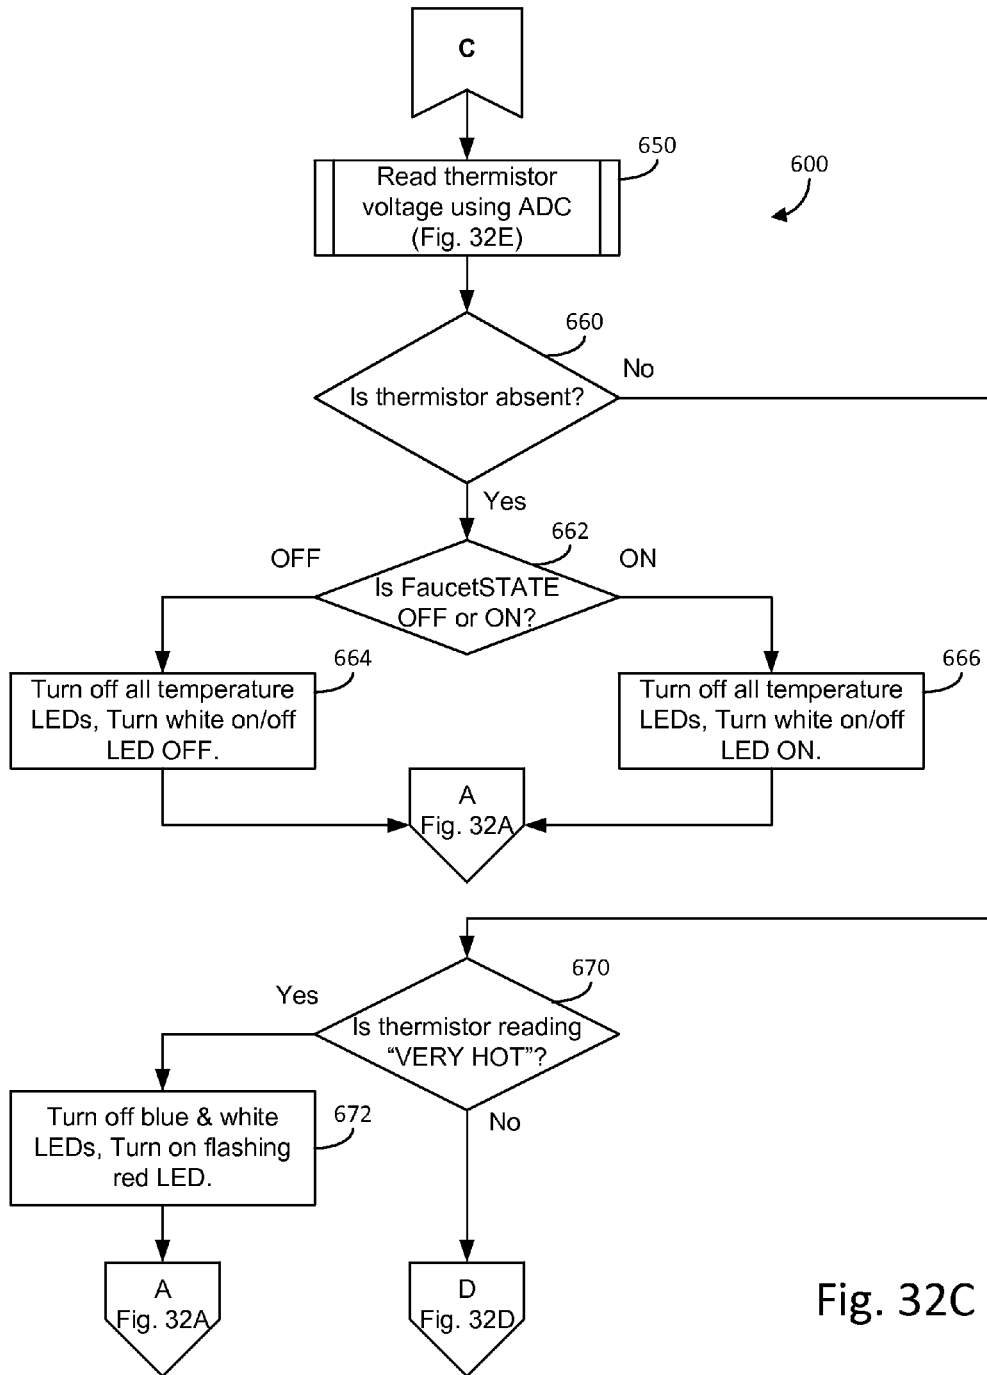 C
650
Read thermistor
voltage using ADC
(Fig. 32E)
600
660
No
Is thermistor absent?
Yes
662
OFF
ON
Is FaucetSTATE
OFF or ON?
664
Turn off all temperature
LEDs, Turn white on/off
LED OFF.
666
Turn off all temperature
LEDs, Turn white on/off
LED ON.
A
Fig. 32A
670
Yes
Is thermistor reading
“VERY HOT”?
No
672
Turn off blue & white
LEDs, Turn on flashing
red LED.
A
Fig. 32A
D
Fig. 32D
Fig. 32C